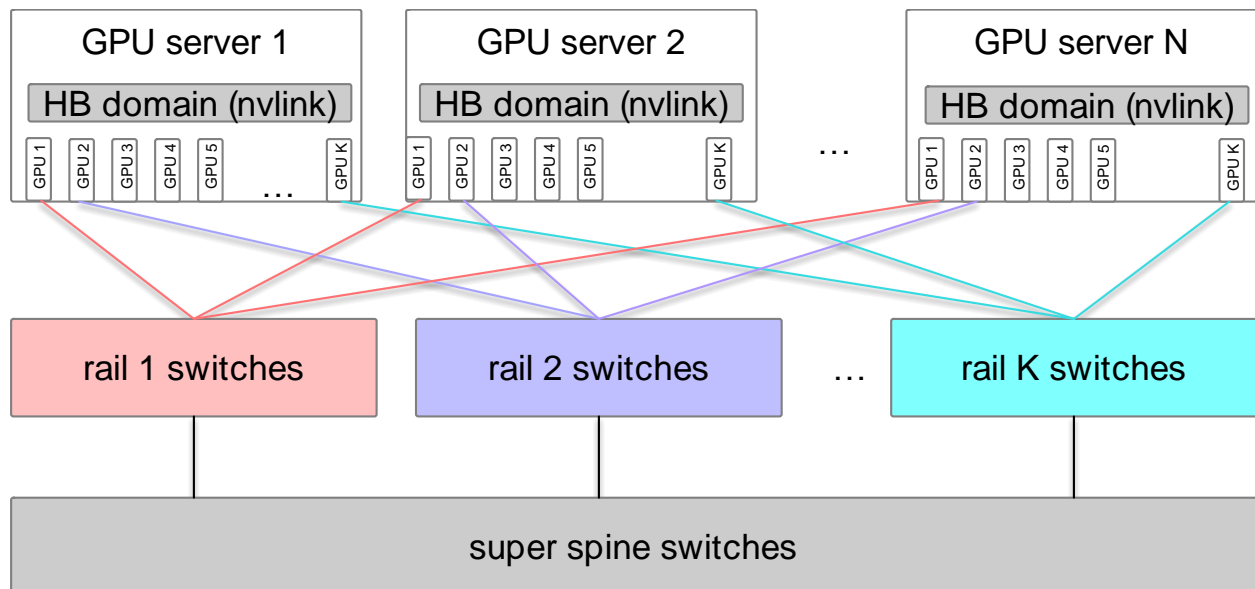 GPU server 1
HB domain (nvlink)
GPU 1
GPU 2
GPU 3
GPU 4
GPU 5
...
GPU K
GPU server 2
HB domain (nvlink)
GPU 1
GPU 2
GPU 3
GPU 4
GPU 5
GPU K
...
GPU server N
HB domain (nvlink)
GPU 1
GPU 2
GPU 3
GPU 4
GPU 5
GPU K
rail 1 switches
rail 2 switches
...
rail K switches
super spine switches